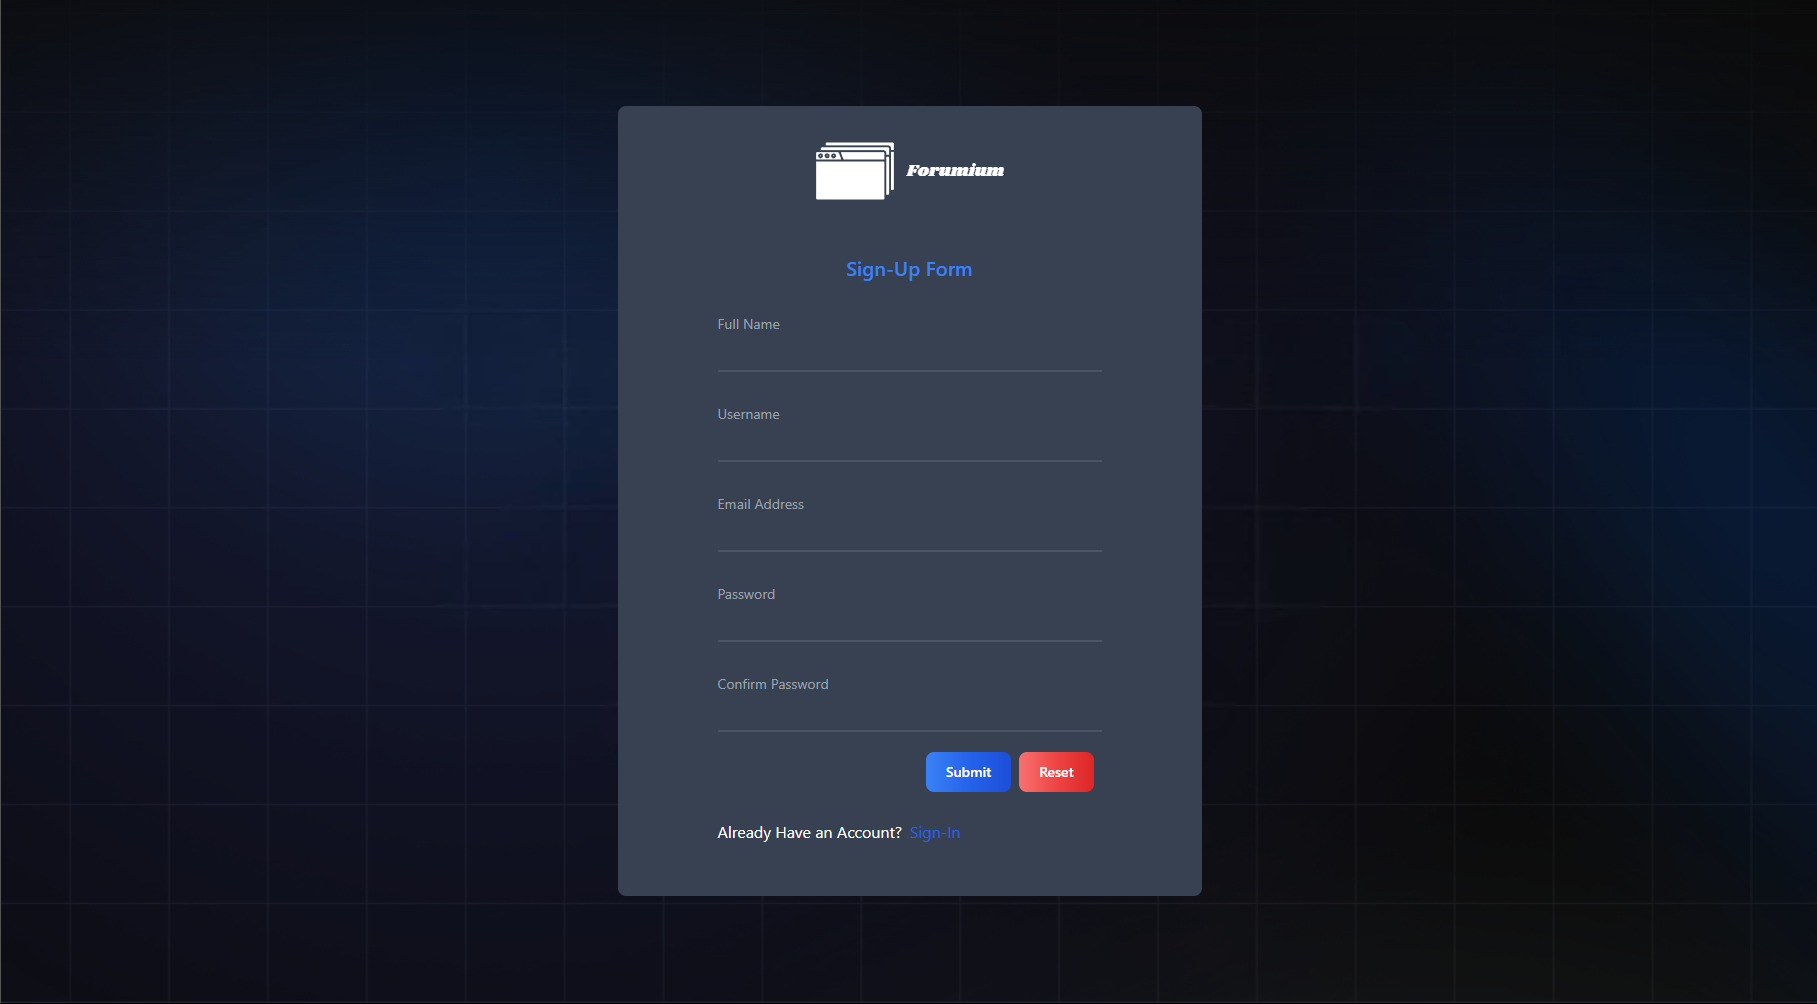 Forumium
Sign-Up Form
Full Name
Username
Email Address
Password
Confirm Password
Submit Reset
Already Have an Account? Sign-In